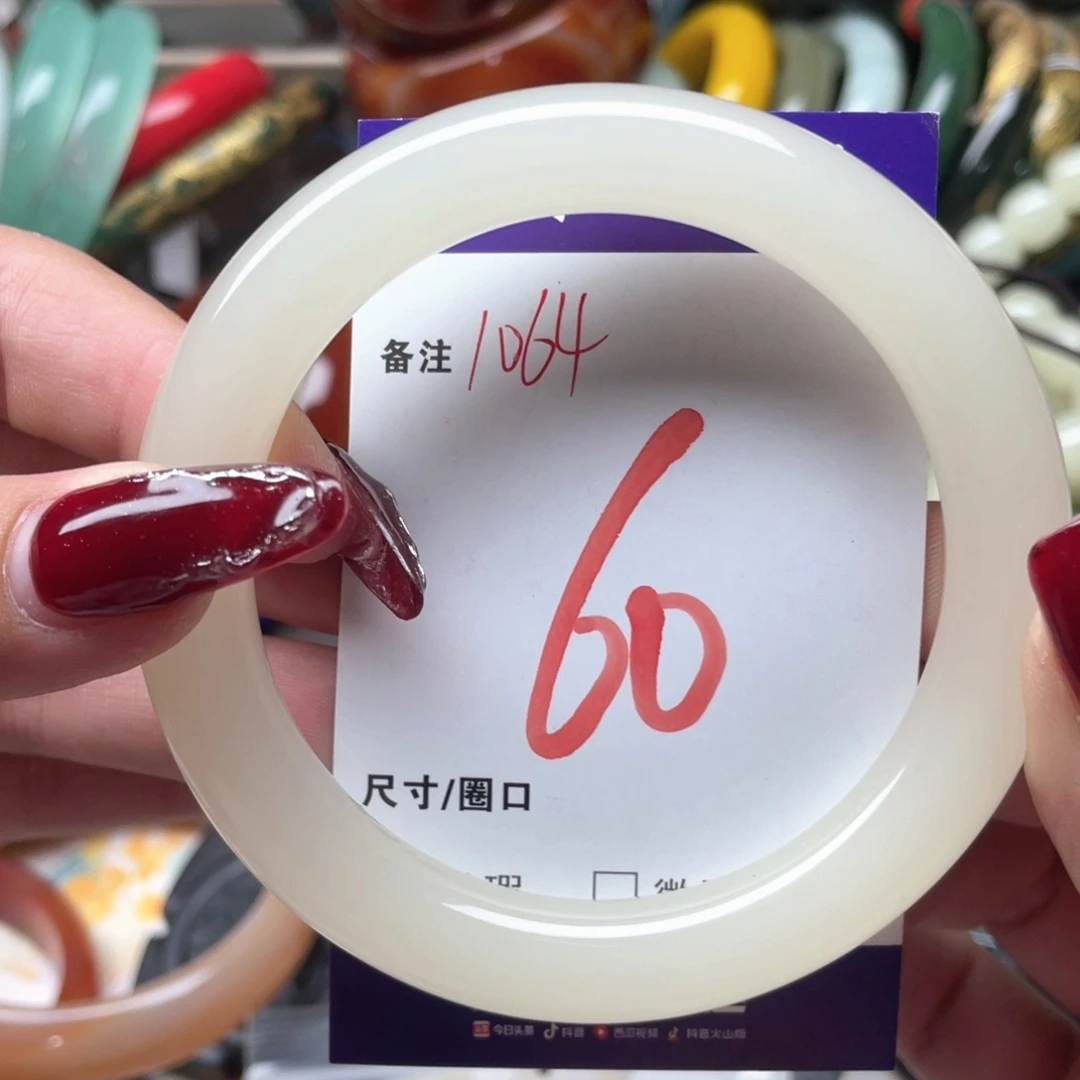 备注 1064
60
尺寸/圈口
今日头条 抖音 西瓜视频 抖音火山版